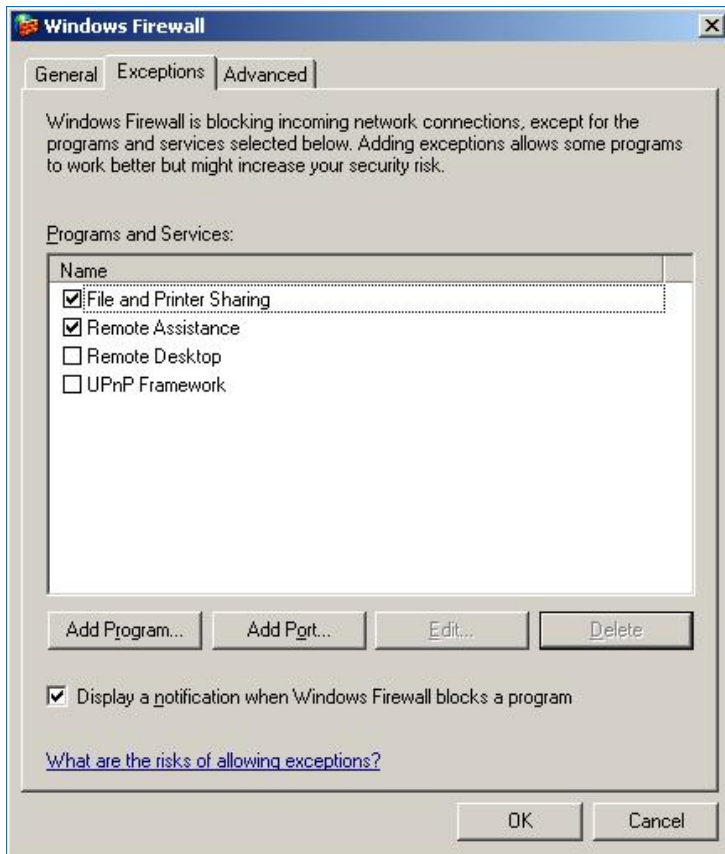 Windows Firewall
General Exceptions Advanced
Windows Firewall is blocking incoming network connections, except for the
programs and services selected below. Adding exceptions allows some programs
to work better but might increase your security risk.
Programs and Services:
Name
File and Printer Sharing
Remote Assistance
Remote Desktop
UPnP Framework
Add Program... Add Port... Edit... Delete
Display a notification when Windows Firewall blocks a program
What are the risks of allowing exceptions?
OK Cancel